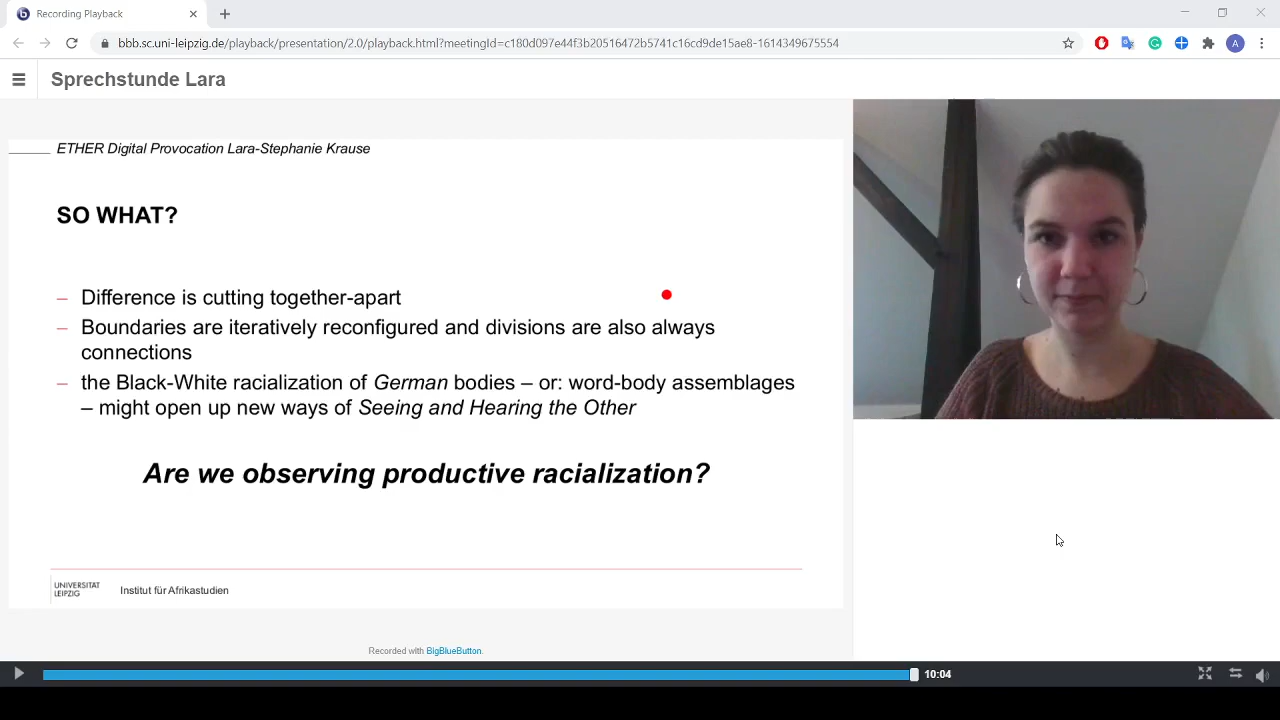 Recording Playback
bbb.sc.uni-leipzig.de/playback/presentation/2.0/playback.html?meetingId=c180d097e44f3b20516472b5741c16cd9de15ae8-1614349675554
A
Sprechstunde Lara
ETHER Digital Provocation Lara-Stephanie Krause
SO WHAT?
– Difference is cutting together-apart
– Boundaries are iteratively reconfigured and divisions are also always
connections
– the Black-White racialization of German bodies – or: word-body assemblages
– might open up new ways of Seeing and Hearing the Other
Are we observing productive racialization?
UNIVERSITAT
LEIPZIG
Institut für Afrikastudien
Recorded with BigBlueButton.
10:04